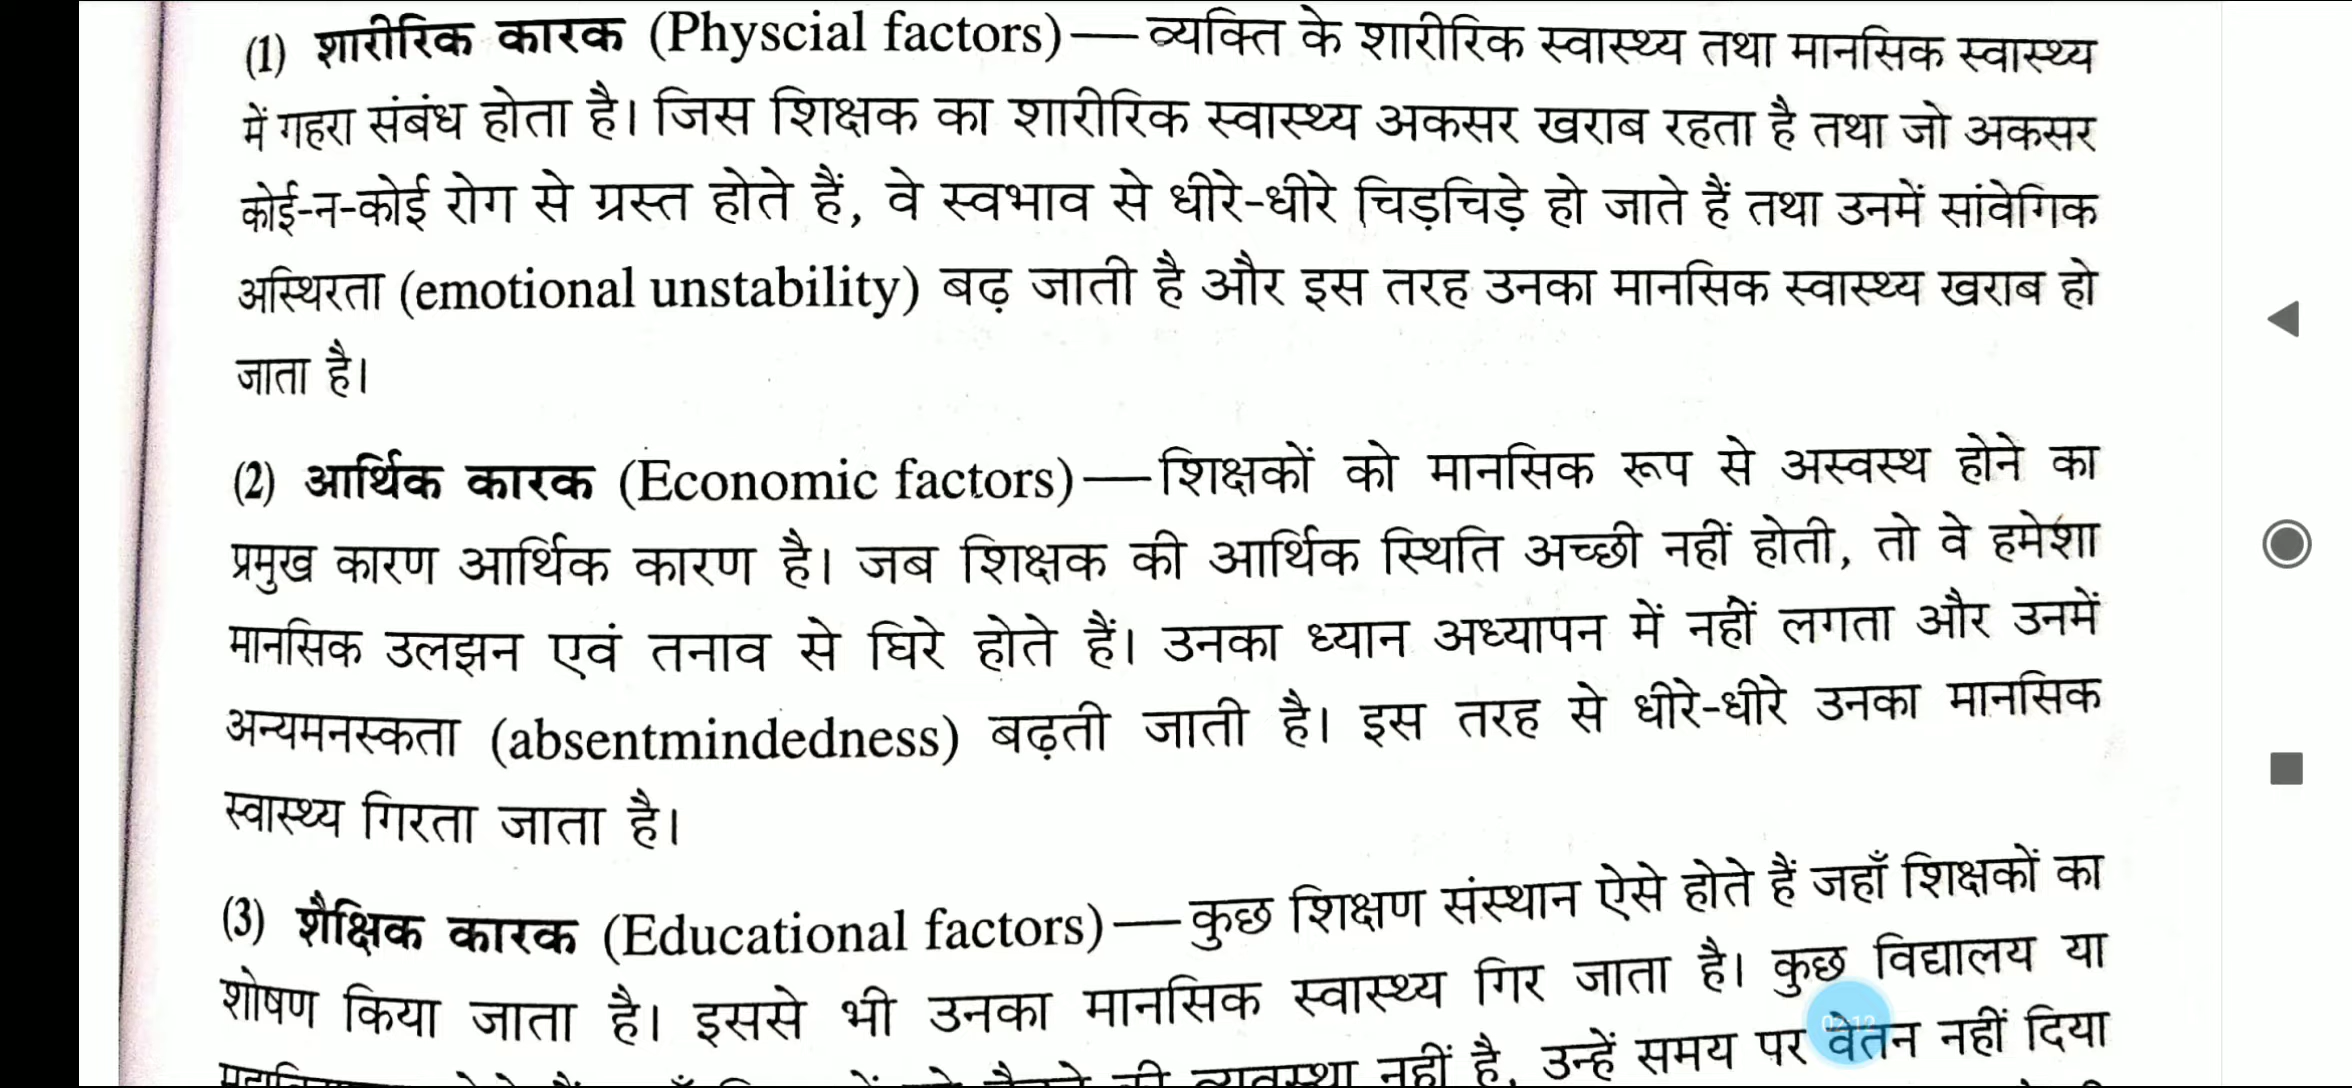 (1) शारीरिक कारक (Physcial factors)—व्यक्ति के शारीरिक स्वास्थ्य तथा मानसिक स्वास्थ्य
में गहरा संबंध होता है। जिस शिक्षक का शारीरिक स्वास्थ्य अकसर खराब रहता है तथा जो अकसर
कोई-न-कोई रोग से ग्रस्त होते हैं, वे स्वभाव से धीरे-धीरे चिड़चिड़े हो जाते हैं तथा उनमें सांवेगिक
अस्थिरता (emotional unstability) बढ़ जाती है और इस तरह उनका मानसिक स्वास्थ्य खराब हो
जाता है।
(2) आर्थिक कारक (Economic factors)—शिक्षकों को मानसिक रूप से अस्वस्थ होने का
प्रमुख कारण आर्थिक कारण है। जब शिक्षक की आर्थिक स्थिति अच्छी नहीं होती, तो वे हमेशा
मानसिक उलझन एवं तनाव से घिरे होते हैं। उनका ध्यान अध्यापन में नहीं लगता और उनमें
अन्यमनस्कता (absentmindedness) बढ़ती जाती है। इस तरह से धीरे-धीरे उनका मानसिक
स्वास्थ्य गिरता जाता है।
(3) शैक्षिक कारक (Educational factors)—कुछ शिक्षण संस्थान ऐसे होते हैं जहाँ शिक्षकों का
शोषण किया जाता है। इससे भी उनका मानसिक स्वास्थ्य गिर जाता है। कुछ विद्यालय या
व्यवस्था नहीं है, उन्हें समय पर वेतन नहीं दिया
02:12